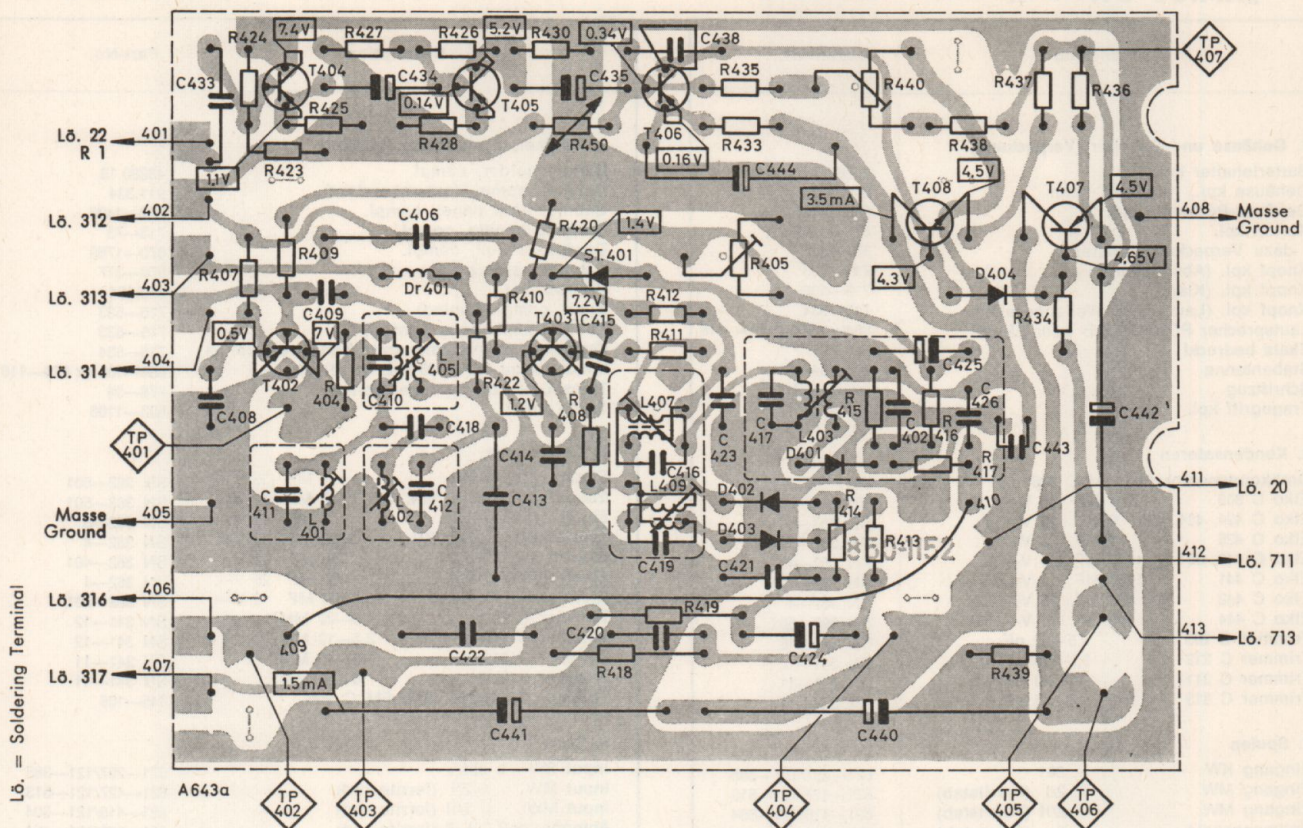 R424
7.4V
R427
R426
5.2V
R430
0.34V
C438
TP 407
C433
T404
C434
C435
R435
R440
R437
R436
R425
0.14V
T405
T406
Lö. 22
R 1
401
R428
R450
R433
R438
R423
0.16V
4,5V
1,1V
C444
T408
T407
4,5V
3.5mA
Lö. 312
402
408
Masse
Ground
C406
R420
1.4V
R409
R405
R407
ST 401
4.65V
Lö. 313
403
Dr401
4.3V
D404
C409
R410
7.2V
R412
R434
0.5V
7V
T403
C415
R411
C425
Lö. 314
404
T402
R 404
C410
L 405
R422
1.2V
R 408
L407
C 426
C408
C 417
R 415
C442
C418
C 423
L403
C 402
R 416
C443
TP 401
C414
C416
D401
R 417
C 411
L 401
L 402
C 412
C413
L409
D402
R 414
410
411
Lö. 20
Masse
Ground
405
D403
R413
860-1152
C419
412
Lö. 711
C421
Lö. 316
406
R419
409
C422
C420
C424
413
Lö. 713
R418
R439
Lö. 317
407
1.5mA
C441
C440
A643a
TP 402
TP 403
TP 404
TP 405
TP 406
Lö. = Soldering Terminal